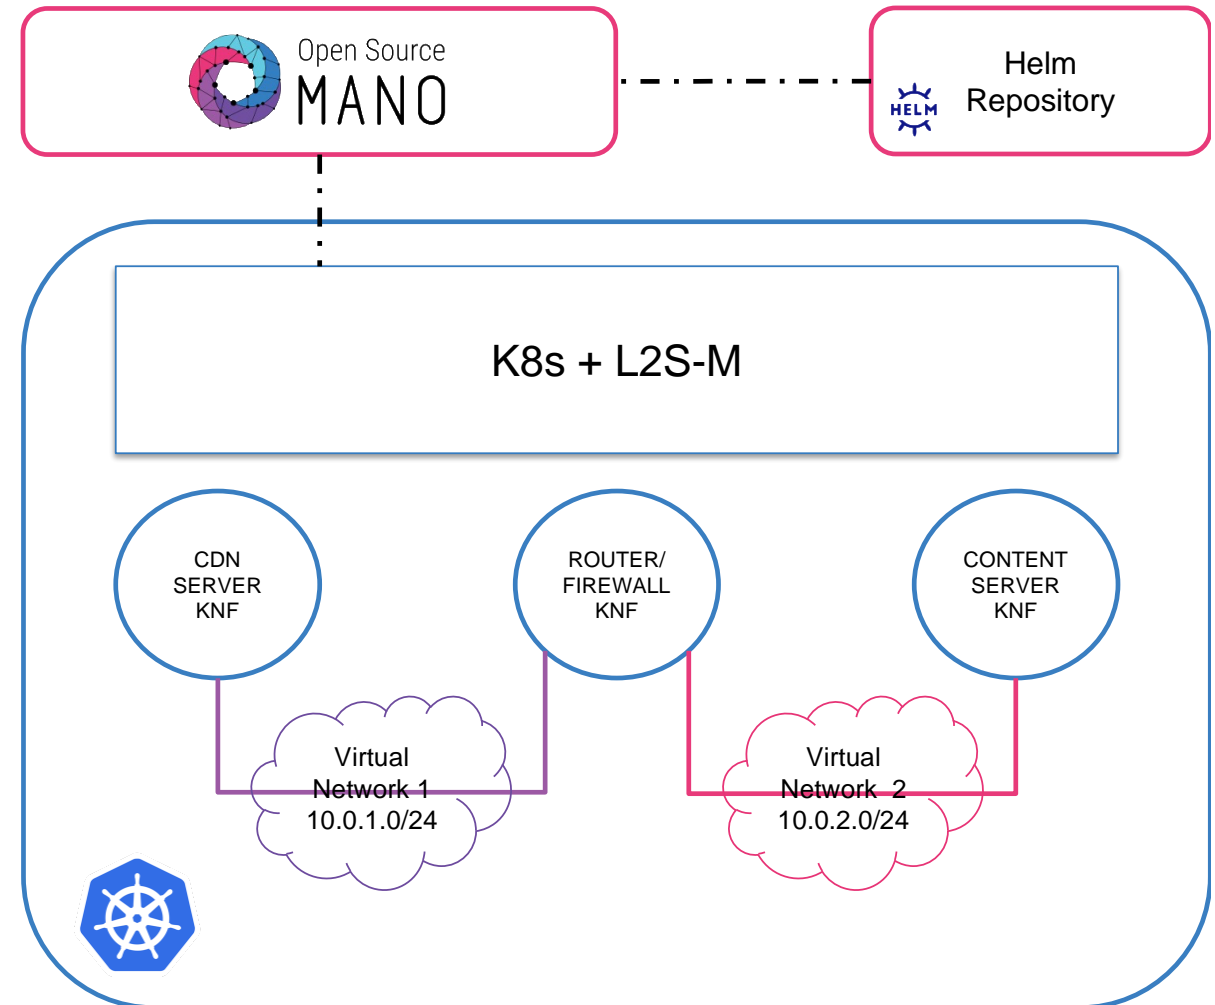 Open Source
MANO
Helm
Repository
HELM
K8s + L2S-M
CDN
SERVER
KNF
ROUTER/
FIREWALL
KNF
CONTENT
SERVER
KNF
Virtual
Network 1
10.0.1.0/24
Virtual
Network 2
10.0.2.0/24